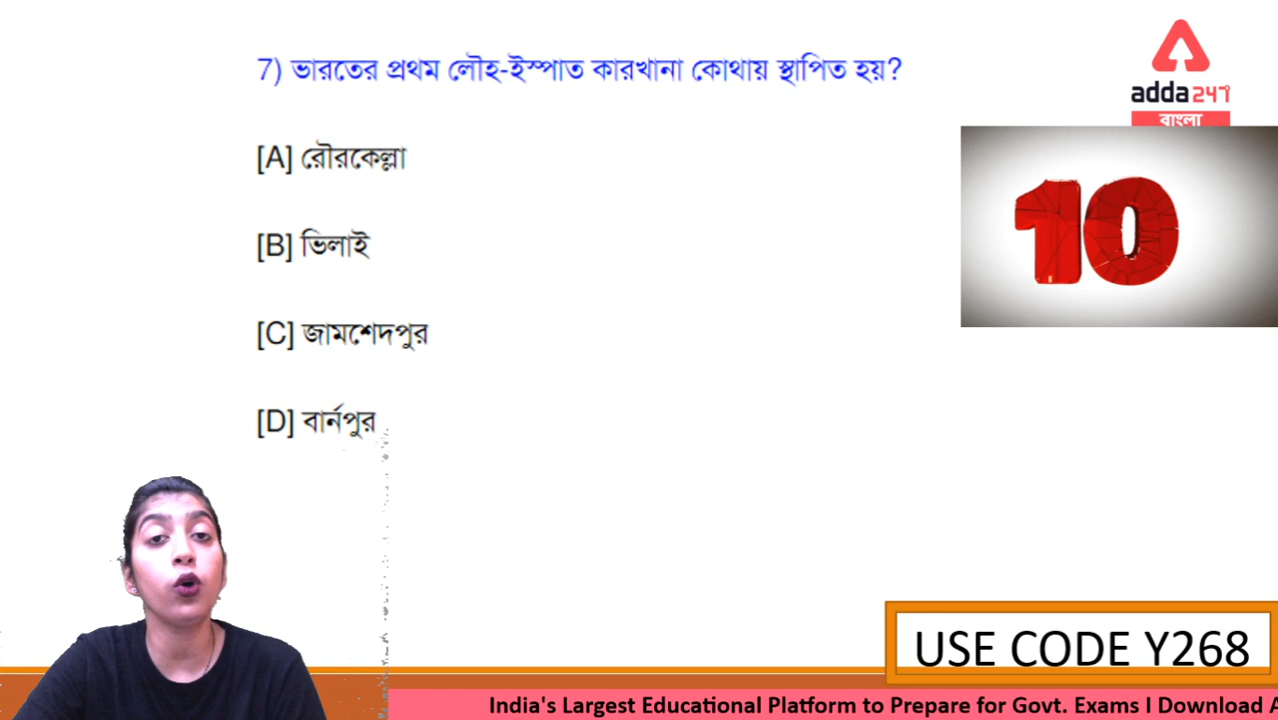 7) ভারতের প্রথম লৌহ-ইস্পাত কারখানা কোথায় স্থাপিত হয়?
adda247
বাংলা
[A] রৌরকেল্লা
10
[B] ভিলাই
[C] জামশেদপুর
[D] বার্নপুর
USE CODE Y268
India's Largest Educational Platform to Prepare for Govt. Exams I Download A